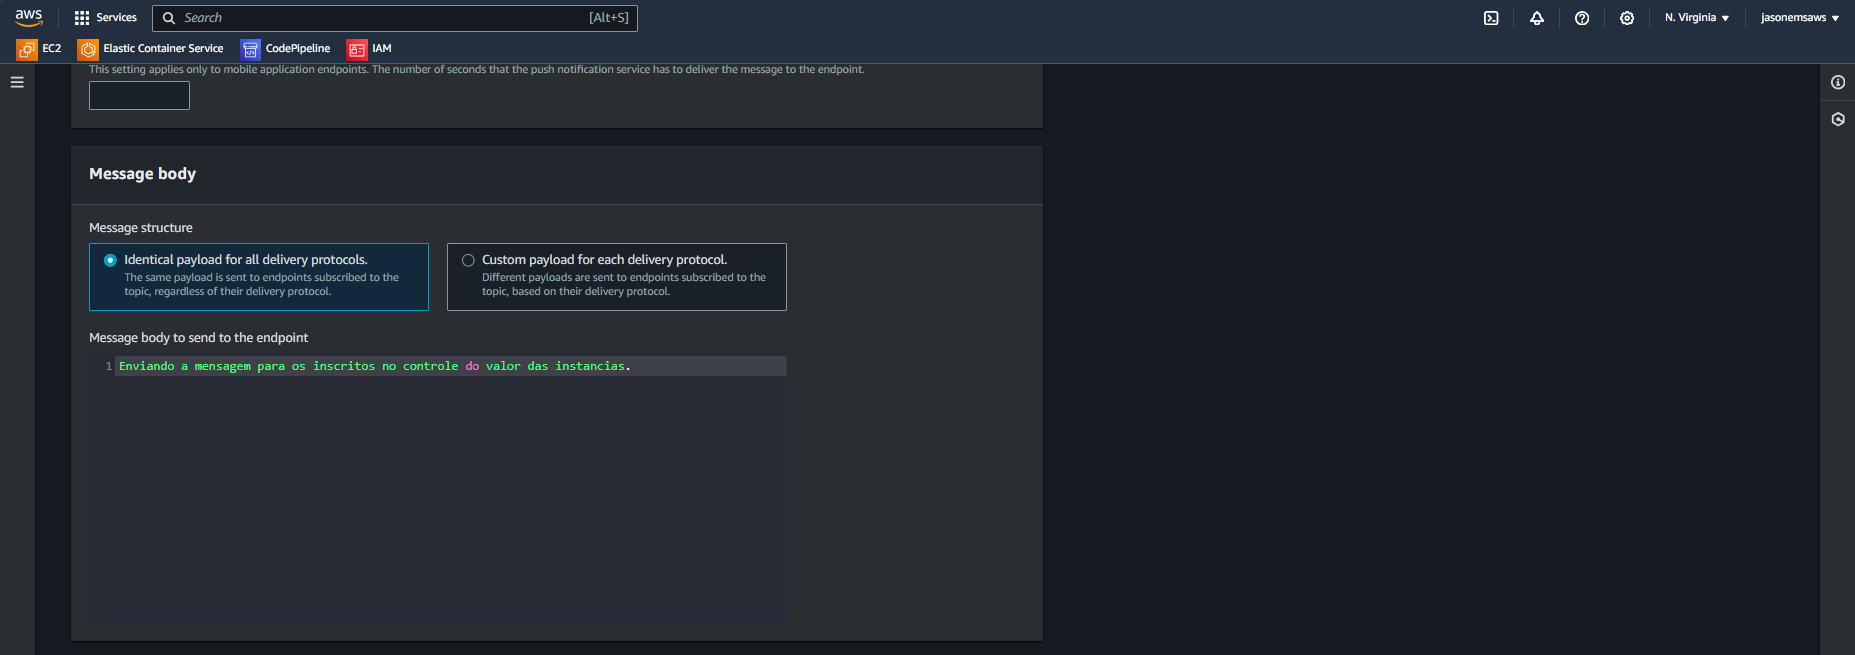 aws
Services
Search
[Alt+S]
N. Virginia
jasonemsaws
EC2
Elastic Container Service
CodePipeline
IAM
This setting applies only to mobile application endpoints. The number of seconds that the push notification service has to deliver the message to the endpoint.
Message body
Message structure
Identical payload for all delivery protocols.
The same payload is sent to endpoints subscribed to the
topic, regardless of their delivery protocol.
Custom payload for each delivery protocol.
Different payloads are sent to endpoints subscribed to the
topic, based on their delivery protocol.
Message body to send to the endpoint
1 Enviando a mensagem para os inscritos no controle do valor das instancias.